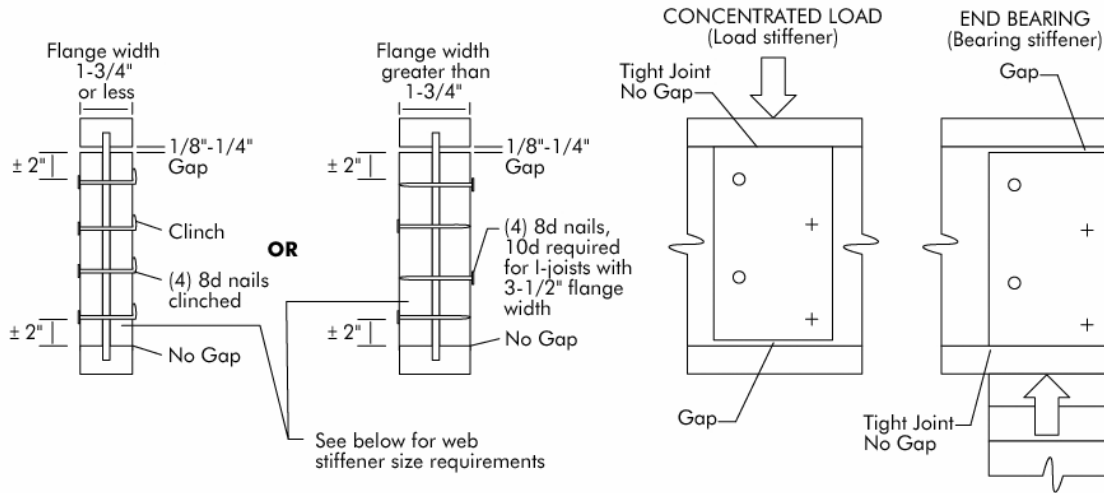 Flange width
1-3/4"
or less
1/8"-1/4"
Gap
± 2"
Clinch
(4) 8d nails
clinched
± 2"
No Gap
OR
Flange width
greater than
1-3/4"
1/8"-1/4"
Gap
± 2"
(4) 8d nails,
10d required
for I-joists with
3-1/2" flange
width
± 2"
No Gap
See below for web
stiffener size requirements
CONCENTRATED LOAD
(Load stiffener)
Tight Joint
No Gap
Gap
END BEARING
(Bearing stiffener)
Gap
Tight Joint
No Gap